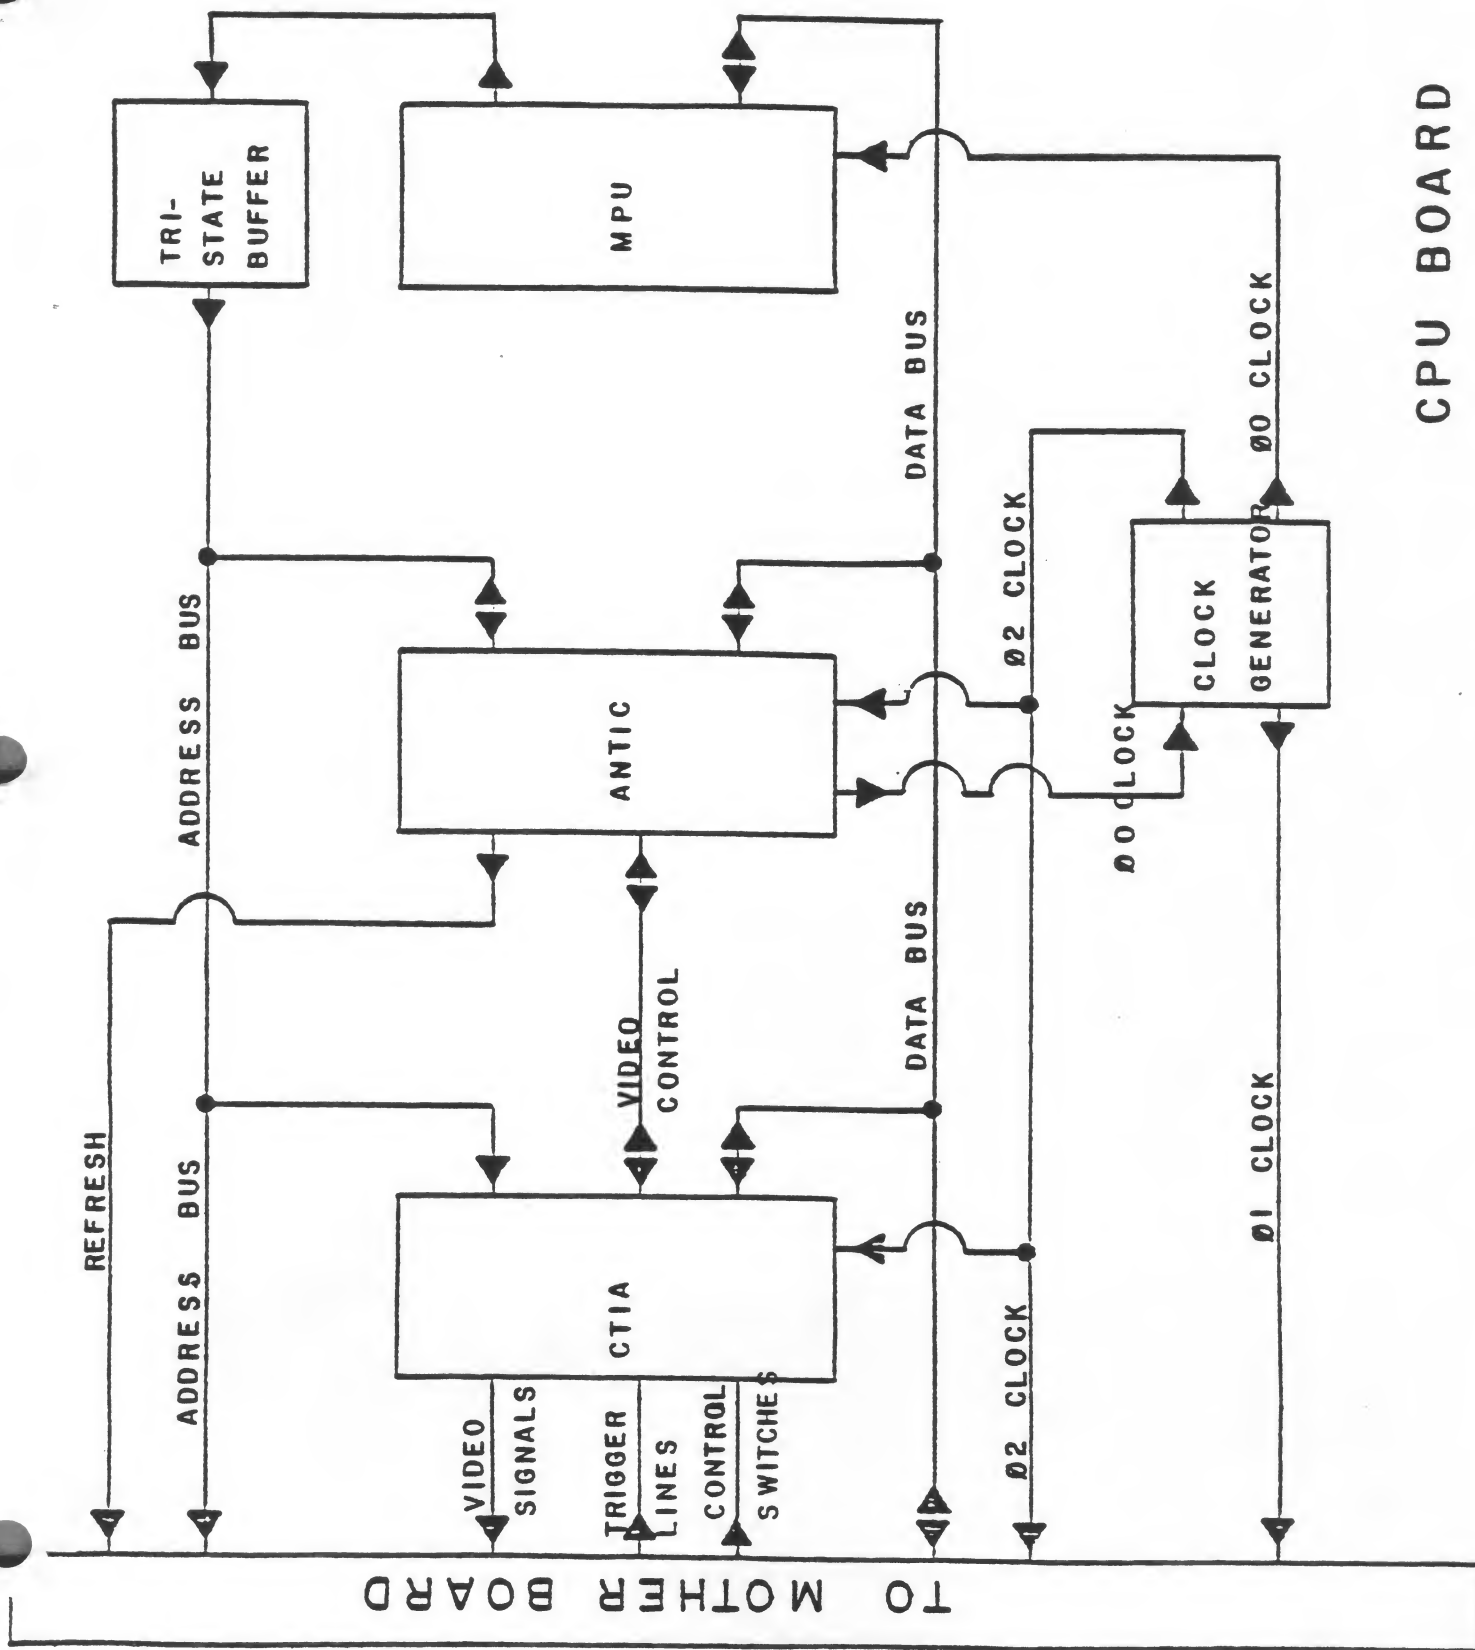 CPU BOARD
TRI-
STATE
BUFFER
MPU
ADDRESS BUS
DATA BUS
ANTIC
Ø2 CLOCK
Ø0 CLOCK
CLOCK
GENERATOR
Ø0 CLOCK
REFRESH
ADDRESS BUS
VIDEO
CONTROL
DATA BUS
CTIA
Ø2 CLOCK
Ø1 CLOCK
VIDEO
SIGNALS
TRIGGER
LINES
CONTROL
SWITCHES
TO MOTHER BOARD